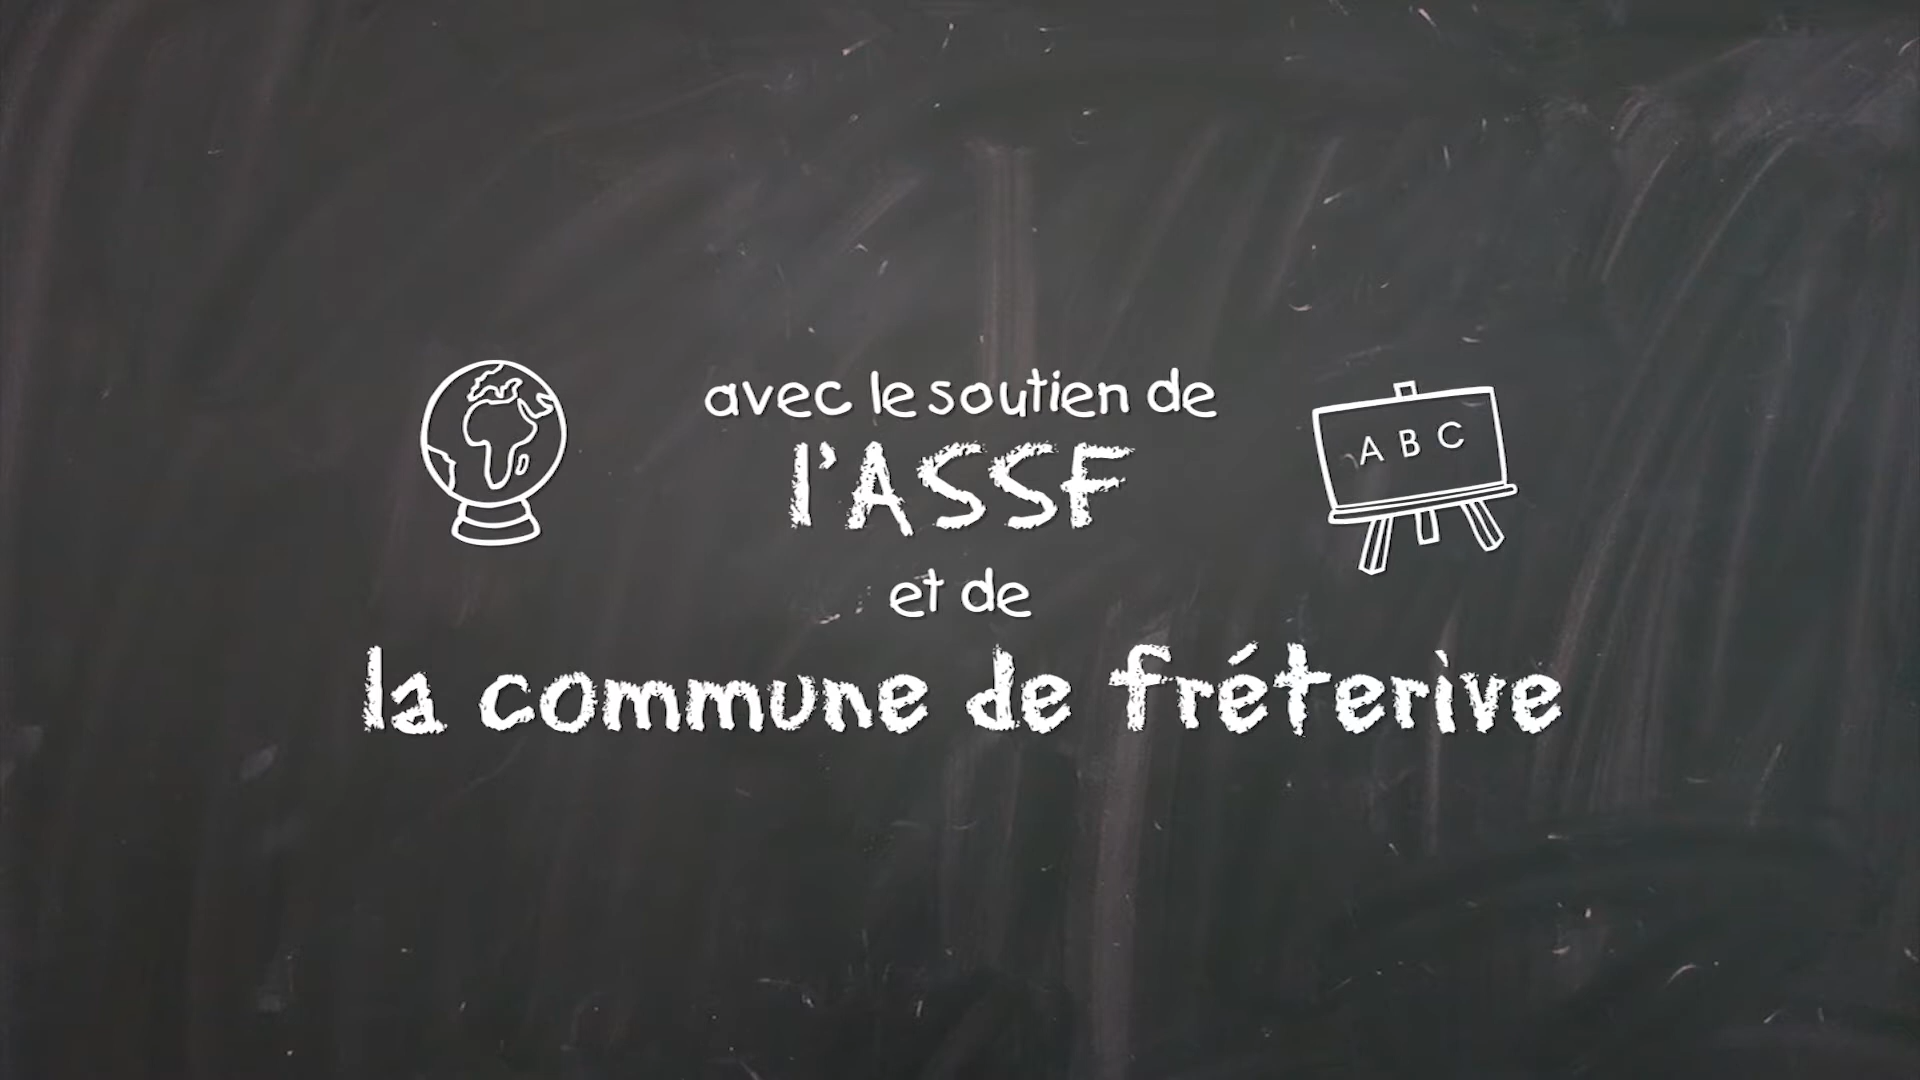 avec le soutien de
l'ASSF
A B C
et de
la commune de fréterive